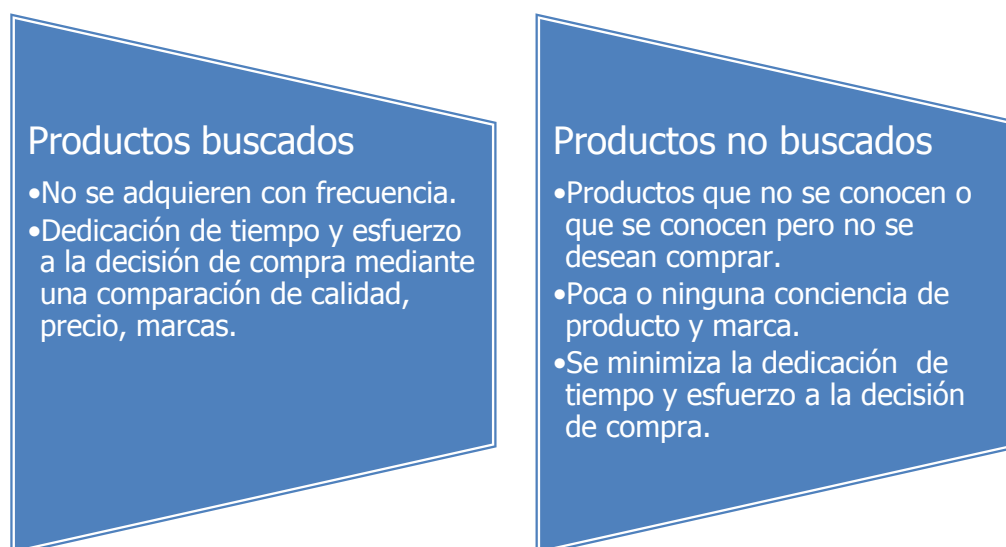 Productos buscados
•No se adquieren con frecuencia.
•Dedicación de tiempo y esfuerzo
a la decisión de compra mediante
una comparación de calidad,
precio, marcas.
Productos no buscados
•Productos que no se conocen o
que se conocen pero no se
desean comprar.
•Poca o ninguna conciencia de
producto y marca.
•Se minimiza la dedicación  de
tiempo y esfuerzo a la decisión
de compra.